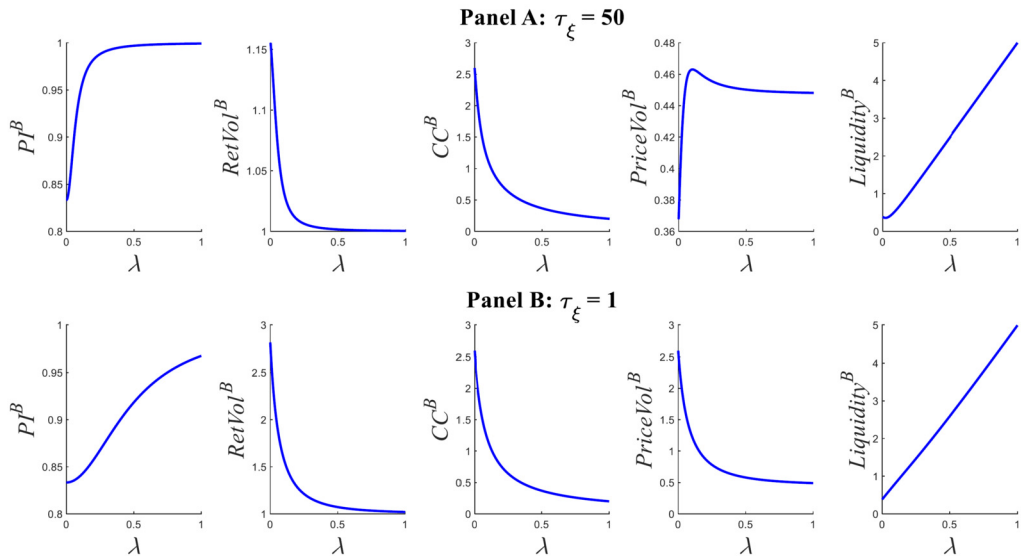 Panel A: τξ = 50
1
0.95
0.9
0.85
0.8
0 0.5 1
λ
PI^B
1.15
1.1
1.05
1
0 0.5 1
λ
RetVol^B
3
2.5
2
1.5
1
0.5
0
0 0.5 1
λ
CC^B
0.48
0.46
0.44
0.42
0.4
0.38
0.36
0 0.5 1
λ
PriceVol^B
5
4
3
2
1
0
0 0.5 1
λ
Liquidity^B
Panel B: τξ = 1
1
0.95
0.9
0.85
0.8
0 0.5 1
λ
PI^B
3
2.5
2
1.5
1
0 0.5 1
λ
RetVol^B
3
2.5
2
1.5
1
0.5
0
0 0.5 1
λ
CC^B
3
2.5
2
1.5
1
0.5
0
0 0.5 1
λ
PriceVol^B
5
4
3
2
1
0
0 0.5 1
λ
Liquidity^B